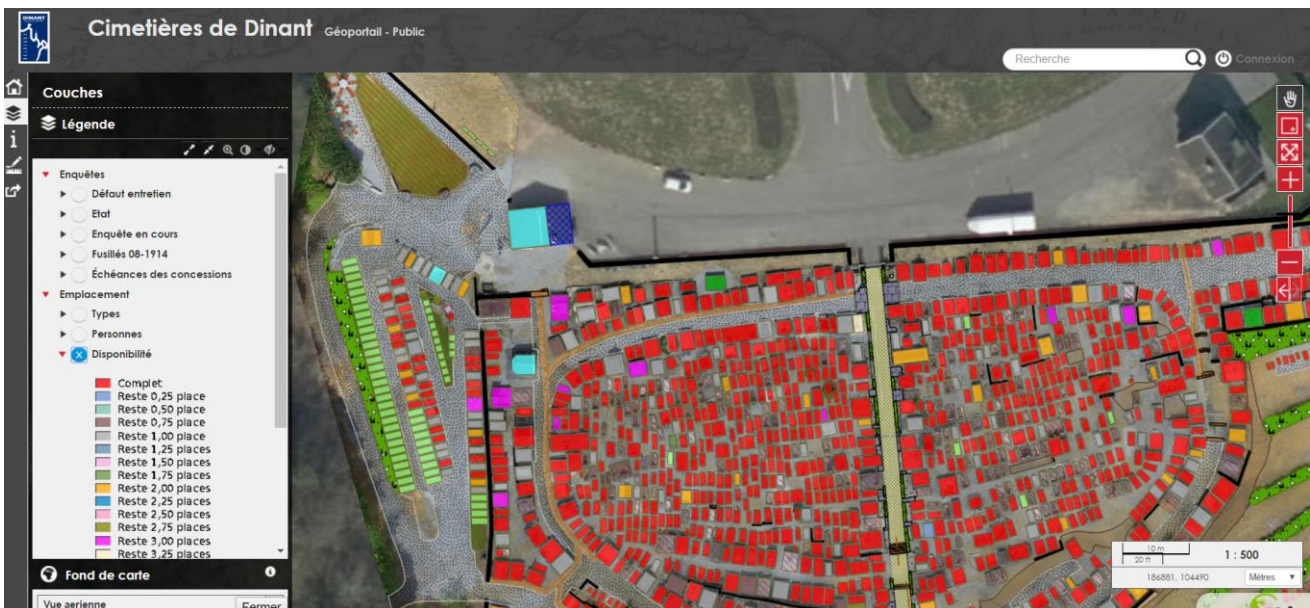 DINANT
Cimetières de Dinant Géoportail - Public
Recherche
Connexion
Couches
Légende
Enquêtes
Défaut entretien
Etat
Enquête en cours
Fusillés 08-1914
Échéances des concessions
Emplacement
Types
Personnes
Disponibilité
Complet
Reste 0,25 place
Reste 0,50 place
Reste 0,75 place
Reste 1,00 place
Reste 1,25 places
Reste 1,50 places
Reste 1,75 places
Reste 2,00 places
Reste 2,25 places
Reste 2,50 places
Reste 2,75 places
Reste 3,00 places
Reste 3,25 places
Fond de carte
Vue aerienne
Fermer
10 m
20 ft
1 : 500
186881, 104490
Mètres